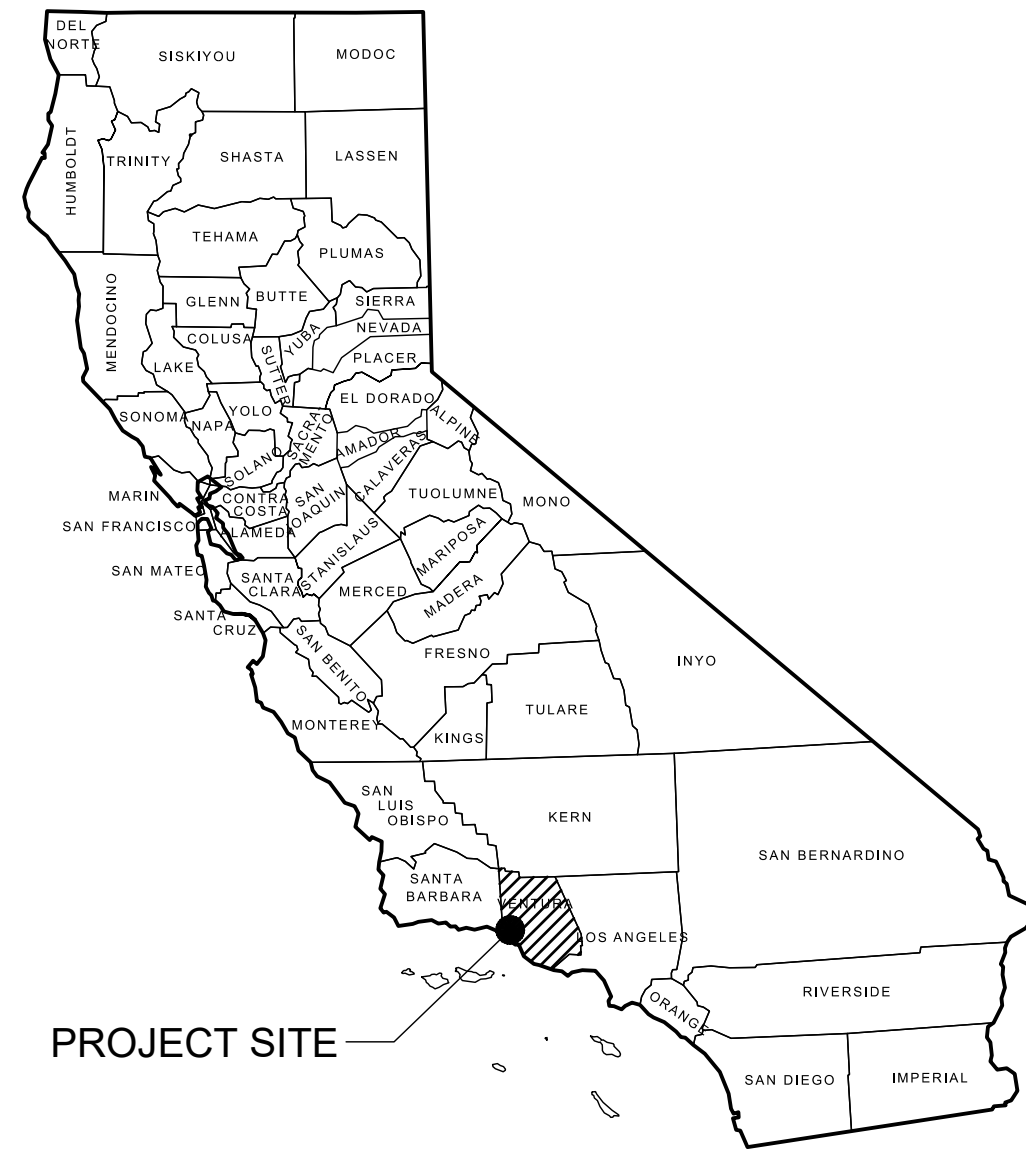 DEL
NORTE
SISKIYOU
MODOC
HUMBOLDT
TRINITY
SHASTA
LASSEN
TEHAMA
PLUMAS
MENDOCINO
GLENN
BUTTE
SIERRA
NEVADA
YUBA
COLUSA
SUTTER
PLACER
LAKE
EL DORADO
SONOMA
NAPA
YOLO
SACRA
MENTO
ALPINE
AMADOR
SOLANO
CALAVERAS
MARIN
CONTRA
COSTA
SAN
JOAQUIN
TUOLUMNE
MONO
SAN FRANCISCO
ALAMEDA
STANISLAUS
MARIPOSA
SAN MATEO
SANTA
CLARA
MERCED
MADERA
SANTA
CRUZ
SAN BENITO
FRESNO
INYO
MONTEREY
KINGS
TULARE
SAN
LUIS
OBISPO
KERN
SAN BERNARDINO
SANTA
BARBARA
VENTURA
LOS ANGELES
PROJECT SITE
ORANGE
RIVERSIDE
SAN DIEGO
IMPERIAL